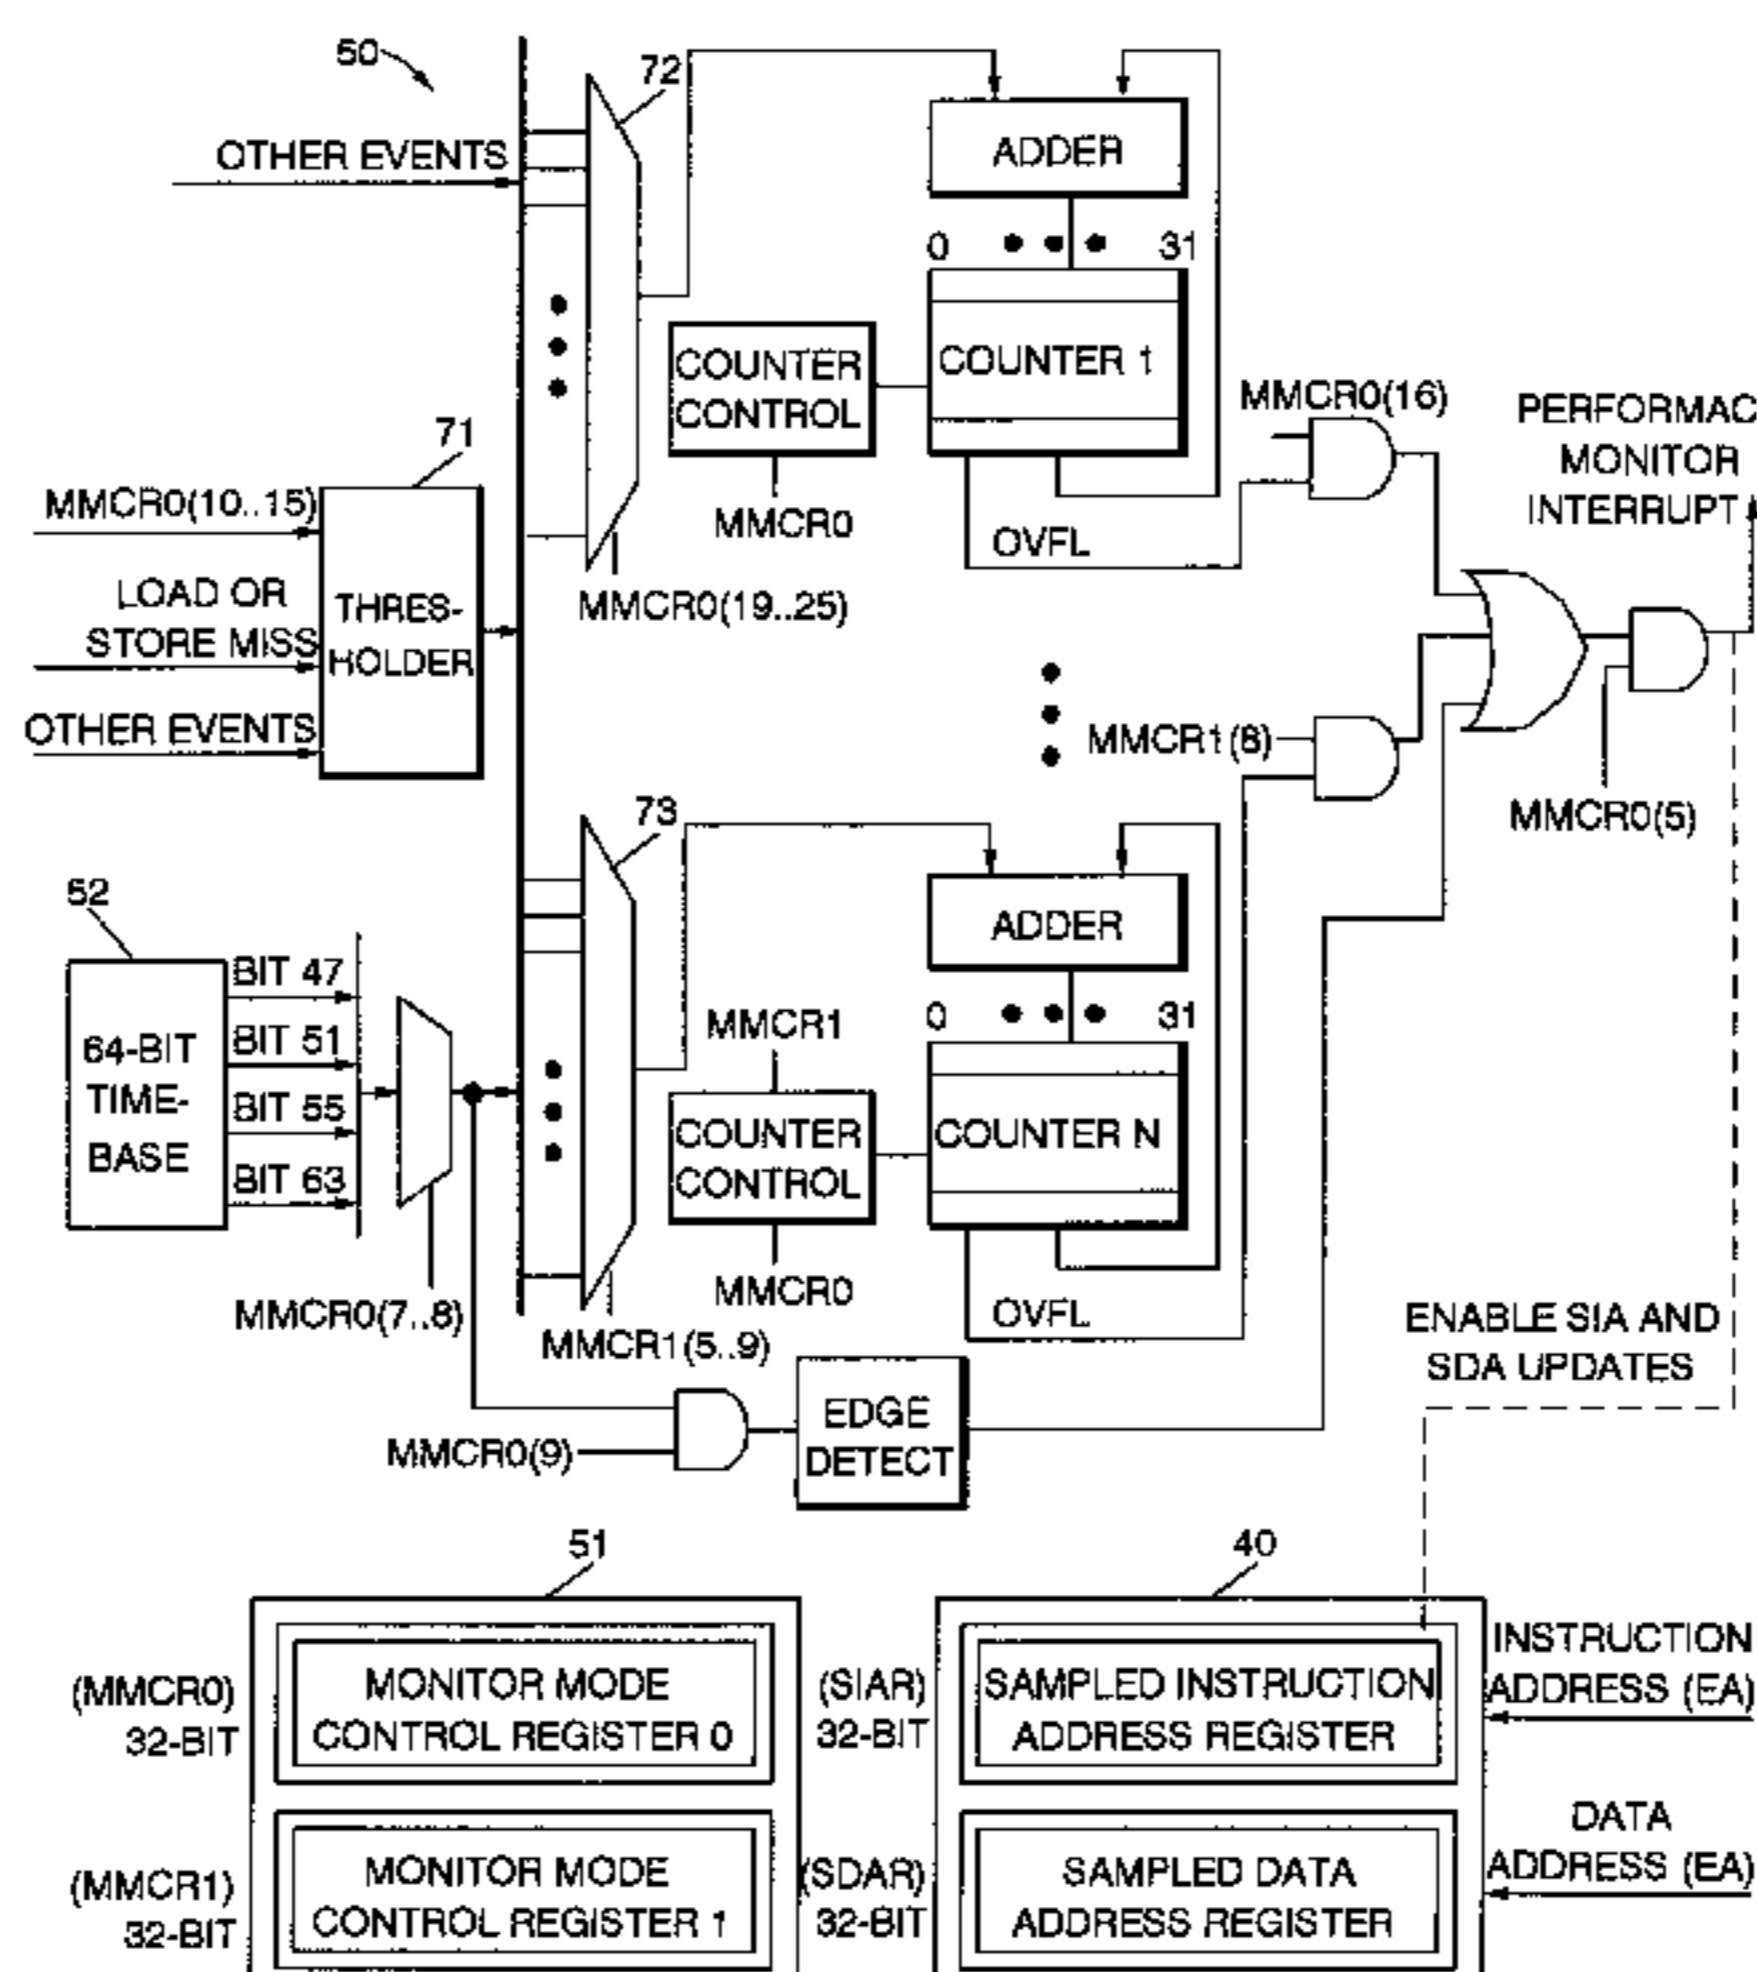 50
72
OTHER EVENTS
ADDER
0
31
COUNTER
CONTROL
COUNTER 1
MMCR0(16)
PERFORMAC
MONITOR
INTERRUPT
71
MMCR0(10..15)
MMCR0
OVFL
LOAD OR
STORE MISS
THRES-
HOLDER
MMCR0(19..25)
OTHER EVENTS
MMCR1(8)
MMCR0(5)
73
52
ADDER
BIT 47
BIT 51
BIT 55
BIT 63
64-BIT
TIME-
BASE
MMCR1
0
31
COUNTER
CONTROL
COUNTER N
MMCR0
OVFL
MMCR0(7..8)
MMCR1(5..9)
ENABLE SIA AND
SDA UPDATES
MMCR0(9)
EDGE
DETECT
51
40
(MMCR0)
32-BIT
MONITOR MODE
CONTROL REGISTER 0
(SIAR)
32-BIT
SAMPLED INSTRUCTION
ADDRESS REGISTER
INSTRUCTION
ADDRESS (EA)
(MMCR1)
32-BIT
MONITOR MODE
CONTROL REGISTER 1
(SDAR)
32-BIT
SAMPLED DATA
ADDRESS REGISTER
DATA
ADDRESS (EA)